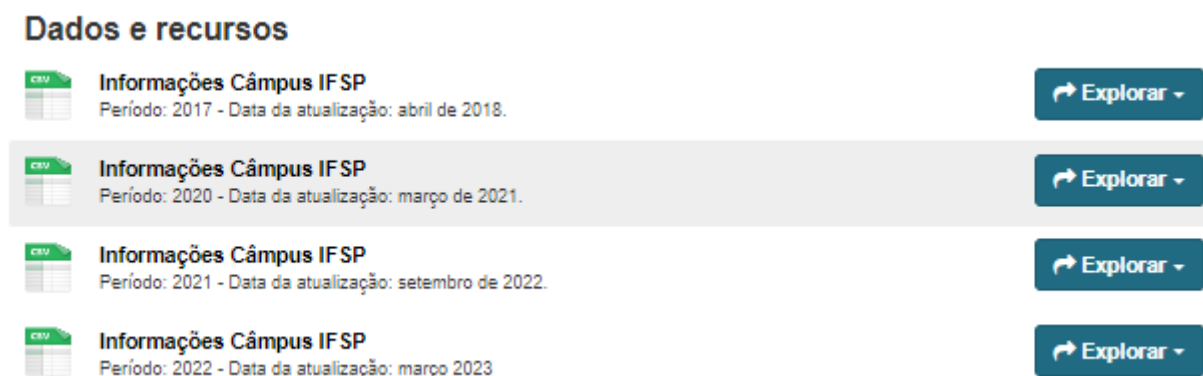 Dados e recursos
CSV
Informações Câmpus IFSP
Período: 2017 - Data da atualização: abril de 2018.
Explorar
CSV
Informações Câmpus IFSP
Período: 2020 - Data da atualização: março de 2021.
Explorar
CSV
Informações Câmpus IFSP
Período: 2021 - Data da atualização: setembro de 2022.
Explorar
CSV
Informações Câmpus IFSP
Período: 2022 - Data da atualização: março 2023
Explorar